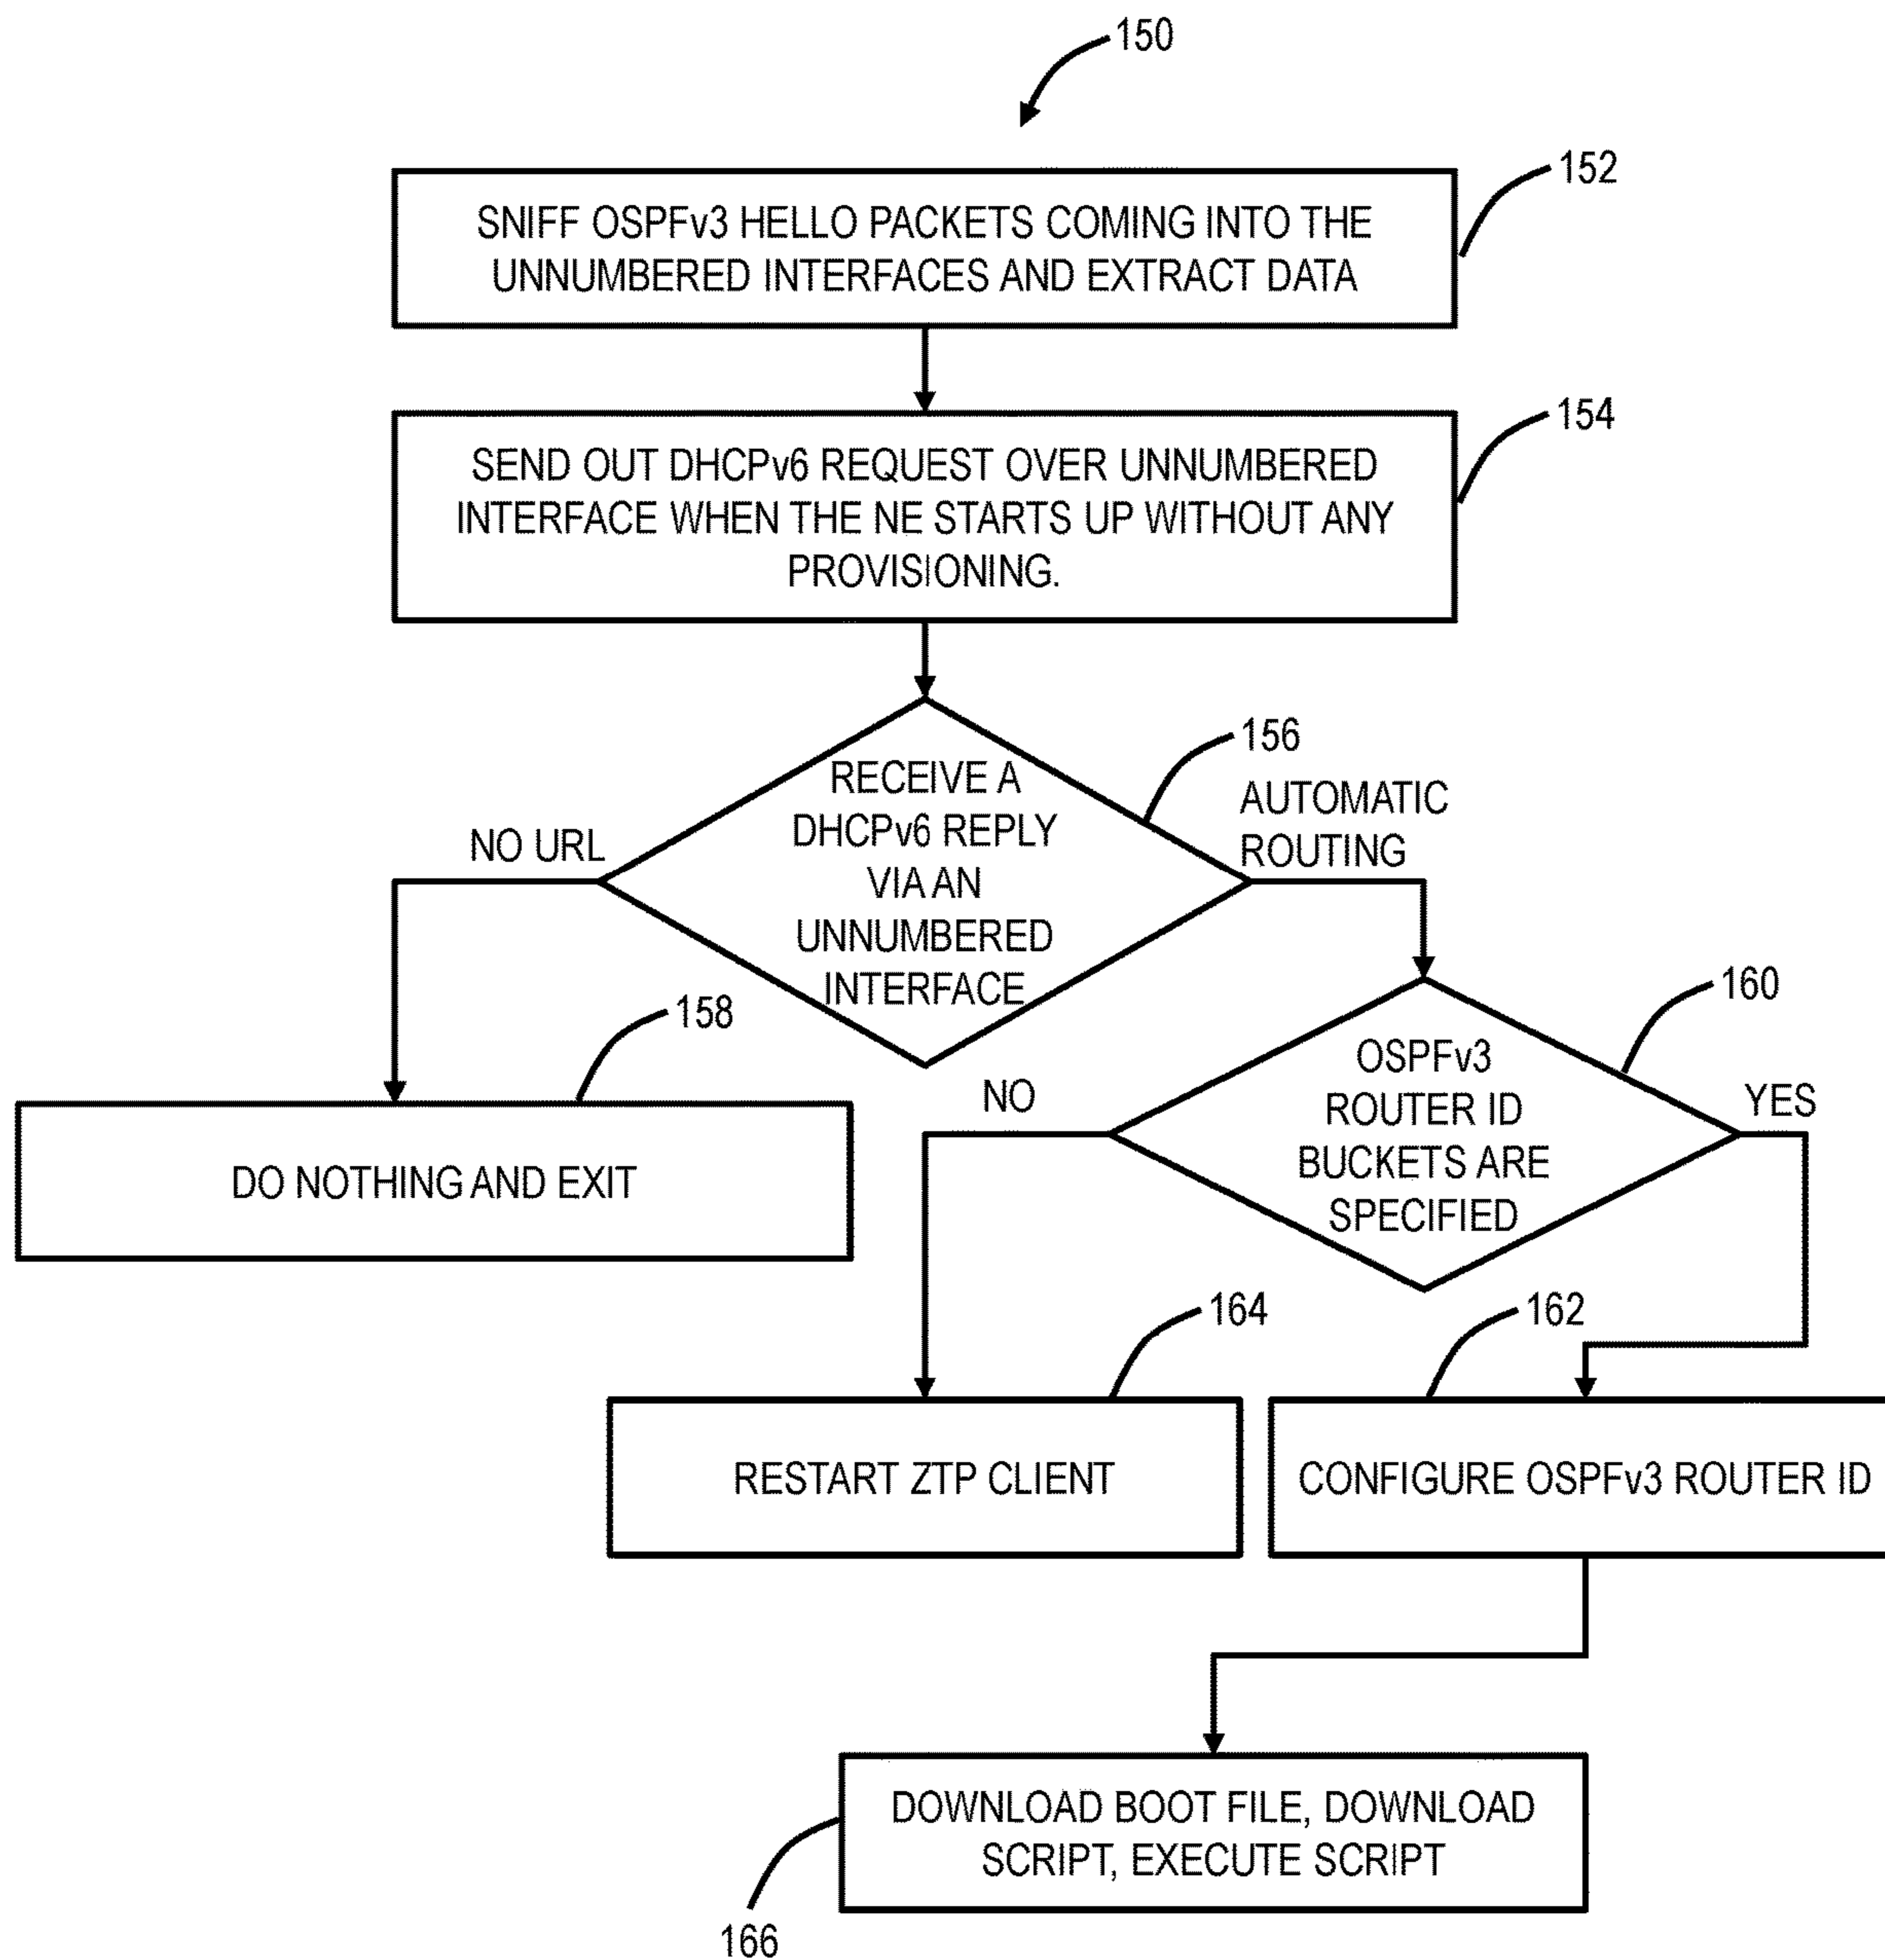 150
152
SNIFF OSPFv3 HELLO PACKETS COMING INTO THE
UNNUMBERED INTERFACES AND EXTRACT DATA
154
SEND OUT DHCPv6 REQUEST OVER UNNUMBERED
INTERFACE WHEN THE NE STARTS UP WITHOUT ANY
PROVISIONING.
156
RECEIVE A
DHCPv6 REPLY
VIA AN
UNNUMBERED
INTERFACE
NO URL
AUTOMATIC
ROUTING
158
DO NOTHING AND EXIT
160
OSPFv3
ROUTER ID
BUCKETS ARE
SPECIFIED
NO
YES
164
RESTART ZTP CLIENT
162
CONFIGURE OSPFv3 ROUTER ID
DOWNLOAD BOOT FILE, DOWNLOAD
SCRIPT, EXECUTE SCRIPT
166